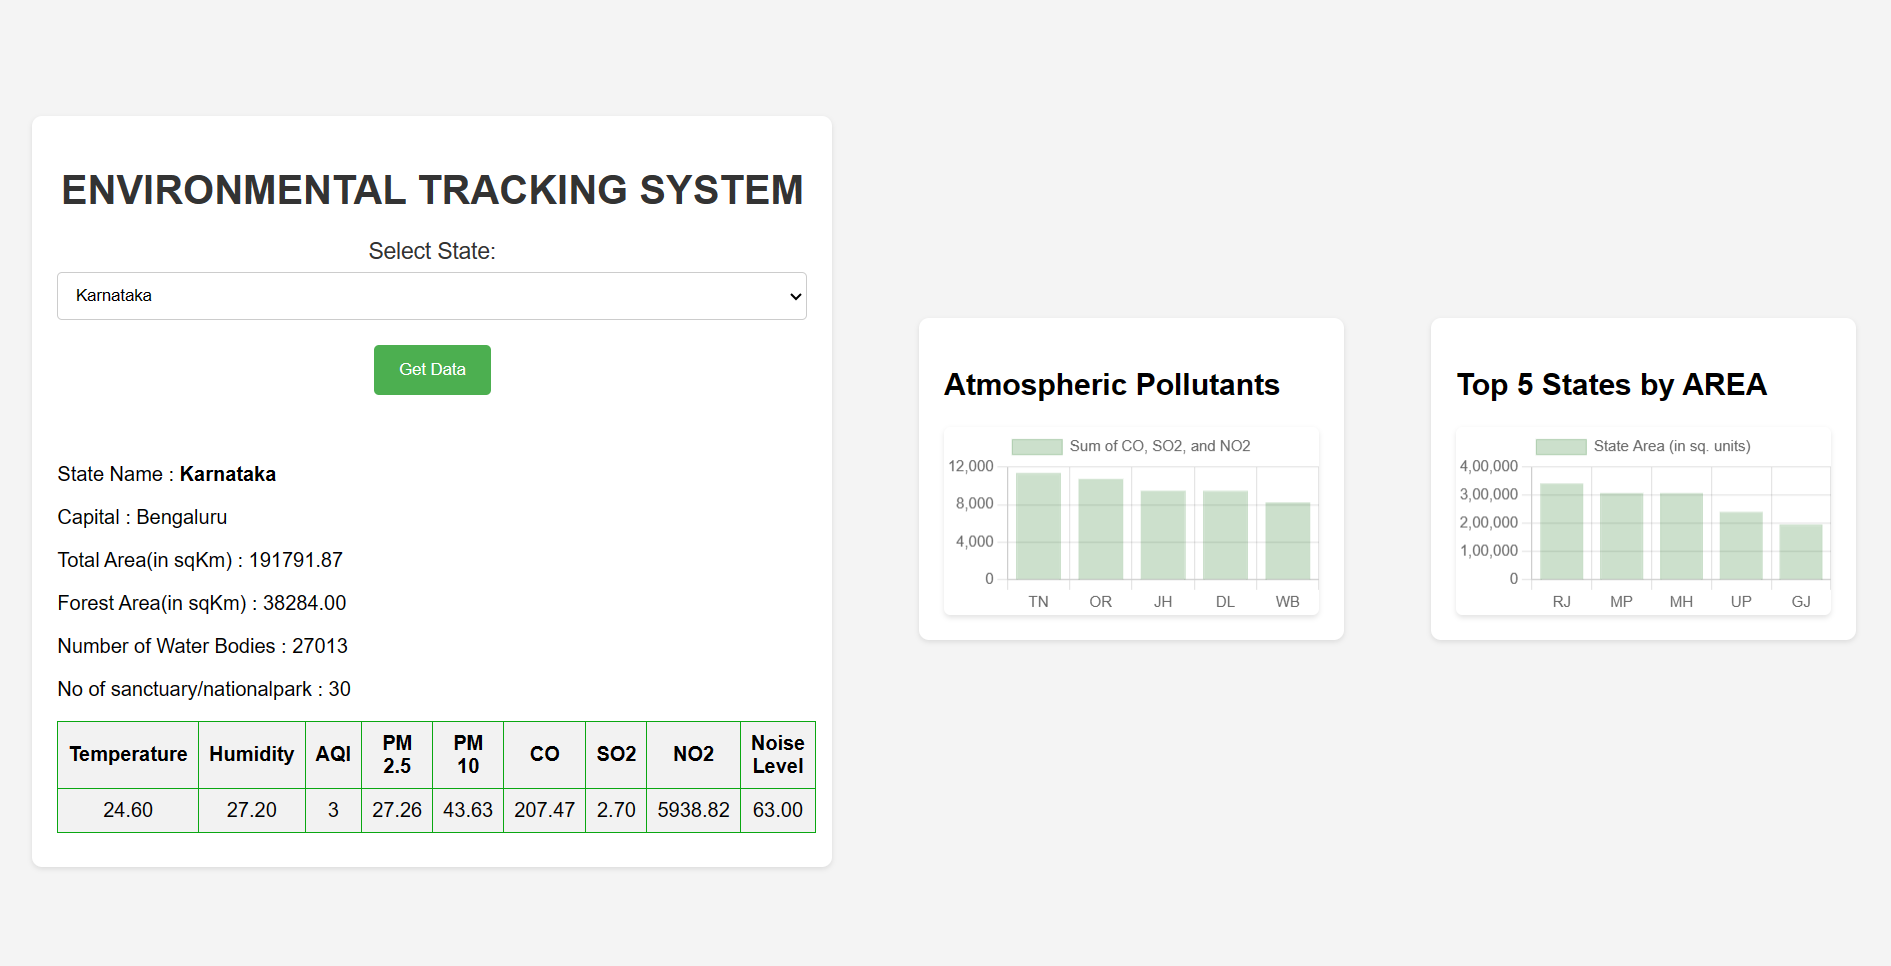 ENVIRONMENTAL TRACKING SYSTEM
Select State:
Karnataka
Get Data
State Name : Karnataka
Capital : Bengaluru
Total Area(in sqKm) : 191791.87
Forest Area(in sqKm) : 38284.00
Number of Water Bodies : 27013
No of sanctuary/nationalpark : 30
Temperature Humidity AQI PM 2.5 PM 10 CO SO2 NO2 Noise Level
24.60 27.20 3 27.26 43.63 207.47 2.70 5938.82 63.00
Atmospheric Pollutants
Sum of CO, SO2, and NO2
12,000
8,000
4,000
0
TN OR JH DL WB
Top 5 States by AREA
State Area (in sq. units)
4,00,000
3,00,000
2,00,000
1,00,000
0
RJ MP MH UP GJ